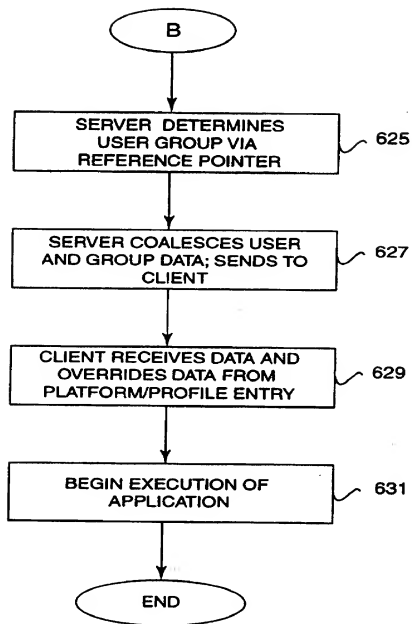 B
SERVER DETERMINES
USER GROUP VIA
REFERENCE POINTER
625
SERVER COALESCES USER
AND GROUP DATA; SENDS TO
CLIENT
627
CLIENT RECEIVES DATA AND
OVERRIDES DATA FROM
PLATFORM/PROFILE ENTRY
629
BEGIN EXECUTION OF
APPLICATION
631
END